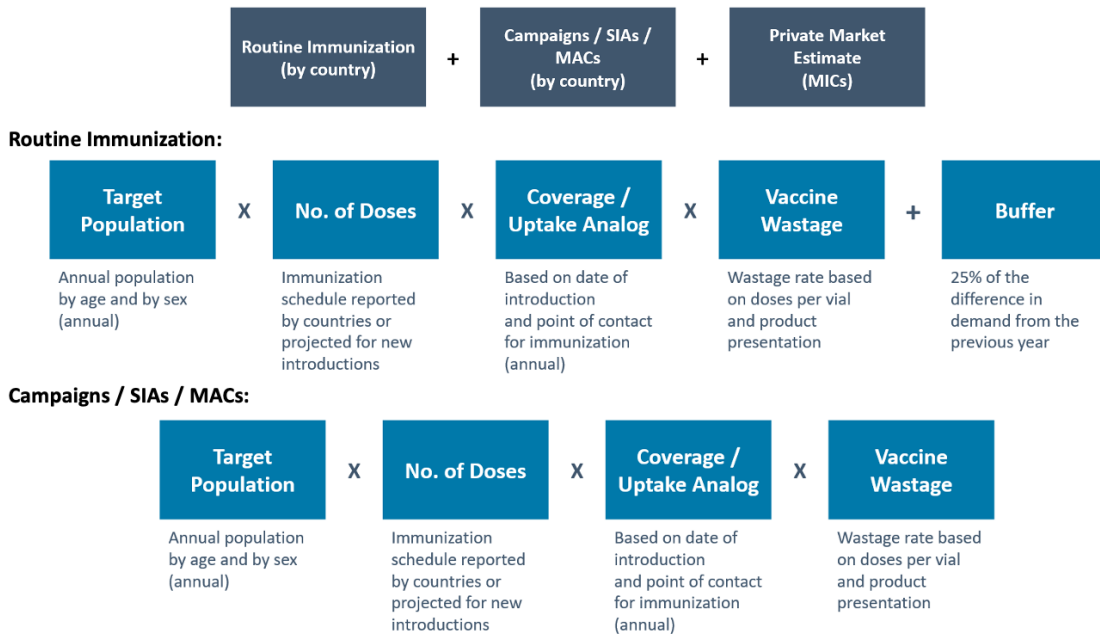 Routine Immunization
(by country)
+
Campaigns / SIAs /
MACs
(by country)
+
Private Market
Estimate
(MICs)
Routine Immunization:
Target
Population
X
No. of Doses
X
Coverage /
Uptake Analog
X
Vaccine
Wastage
+
Buffer
Annual population
by age and by sex
(annual)
Immunization
schedule reported
by countries or
projected for new
introductions
Based on date of
introduction
and point of contact
for immunization
(annual)
Wastage rate based
on doses per vial
and product
presentation
25% of the
difference in
demand from the
previous year
Campaigns / SIAs / MACs:
Target
Population
X
No. of Doses
X
Coverage /
Uptake Analog
X
Vaccine
Wastage
Annual population
by age and by sex
(annual)
Immunization
schedule reported
by countries or
projected for new
introductions
Based on date of
introduction
and point of contact
for immunization
(annual)
Wastage rate based
on doses per vial
and product
presentation